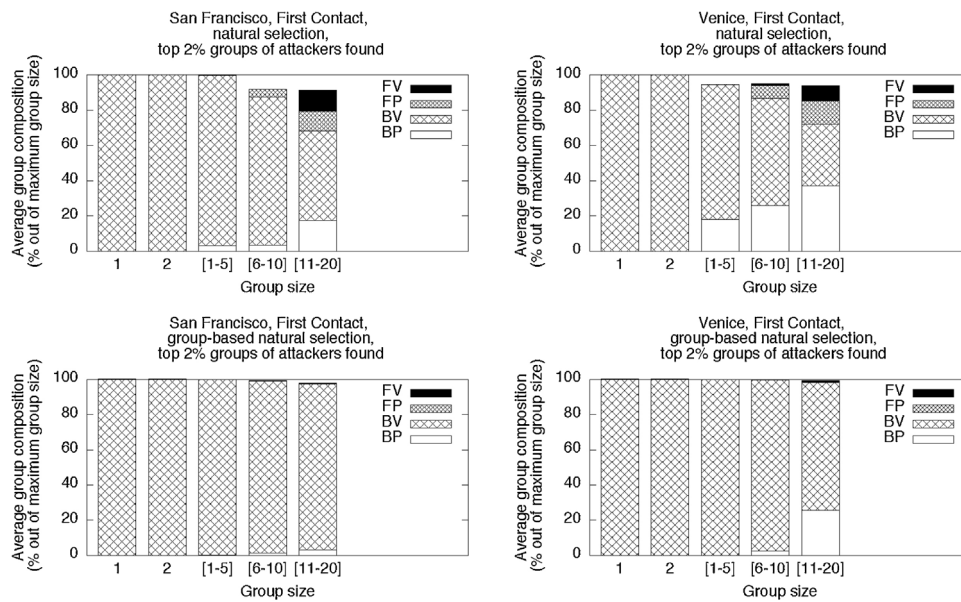 San Francisco, First Contact,
natural selection,
top 2% groups of attackers found
Average group composition
(% out of maximum group size)
100
80
60
40
20
0
FV
FP
BV
BP
1 2 [1-5] [6-10] [11-20]
Group size
Venice, First Contact,
natural selection,
top 2% groups of attackers found
Average group composition
(% out of maximum group size)
100
80
60
40
20
0
FV
FP
BV
BP
1 2 [1-5] [6-10] [11-20]
Group size
San Francisco, First Contact,
group-based natural selection,
top 2% groups of attackers found
Average group composition
(% out of maximum group size)
100
80
60
40
20
0
FV
FP
BV
BP
1 2 [1-5] [6-10] [11-20]
Group size
Venice, First Contact,
group-based natural selection,
top 2% groups of attackers found
Average group composition
(% out of maximum group size)
100
80
60
40
20
0
FV
FP
BV
BP
1 2 [1-5] [6-10] [11-20]
Group size